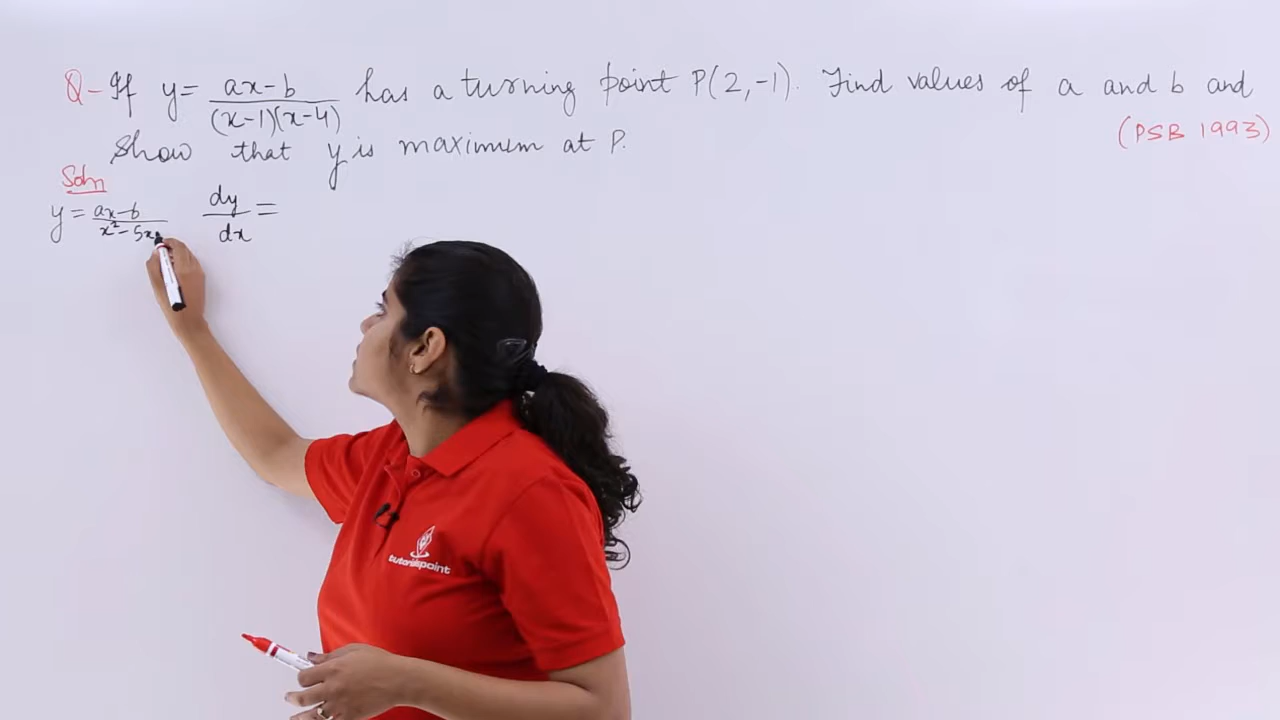 Q- If y = ax-b / (x-1)(x-4) has a turning point P(2, -1). Find values of a and b and
(PSB 1993)
Show that y is maximum at P.
Soln
y = ax-b / x² - 5x dy/dx =
tutorialspoint